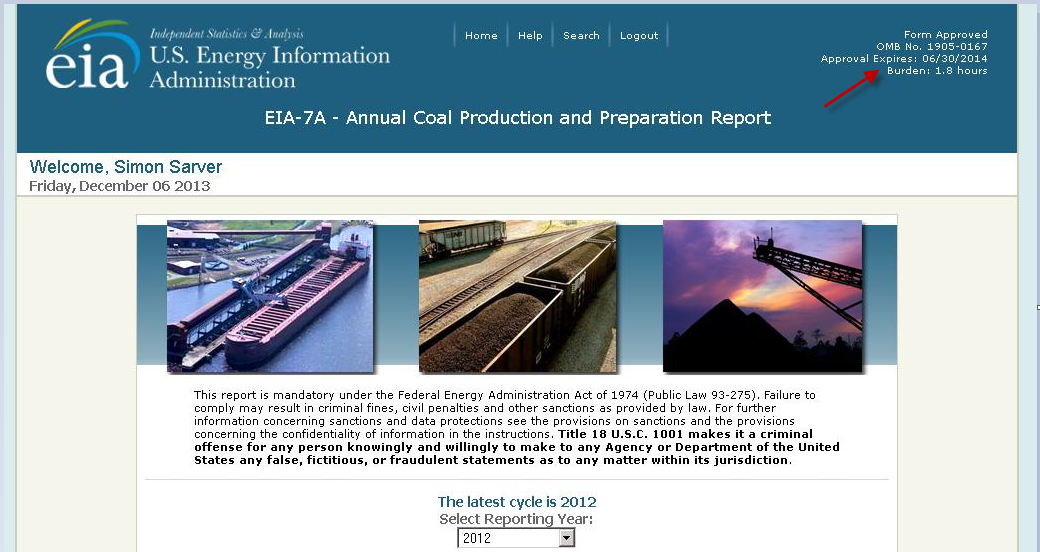 eia
Independent Statistics & Analysis
U.S. Energy Information
Administration
Home
Help
Search
Logout
Form Approved
OMB No. 1905-0167
Approval Expires: 06/30/2014
Burden: 1.8 hours
EIA-7A - Annual Coal Production and Preparation Report
Welcome, Simon Sarver
Friday, December 06 2013
This report is mandatory under the Federal Energy Administration Act of 1974 (Public Law 93-275). Failure to
comply may result in criminal fines, civil penalties and other sanctions as provided by law. For further
information concerning sanctions and data protections see the provisions on sanctions and the provisions
concerning the confidentiality of information in the instructions. Title 18 U.S.C. 1001 makes it a criminal
offense for any person knowingly and willingly to make to any Agency or Department of the United
States any false, fictitious, or fraudulent statements as to any matter within its jurisdiction.
The latest cycle is 2012
Select Reporting Year:
2012